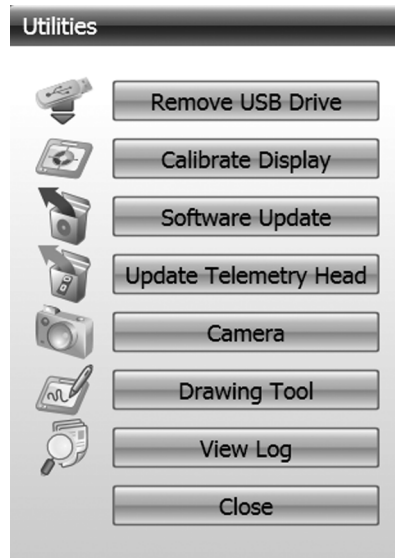 Utilities
Remove USB Drive
Calibrate Display
Software Update
Update Telemetry Head
Camera
Drawing Tool
View Log
Close